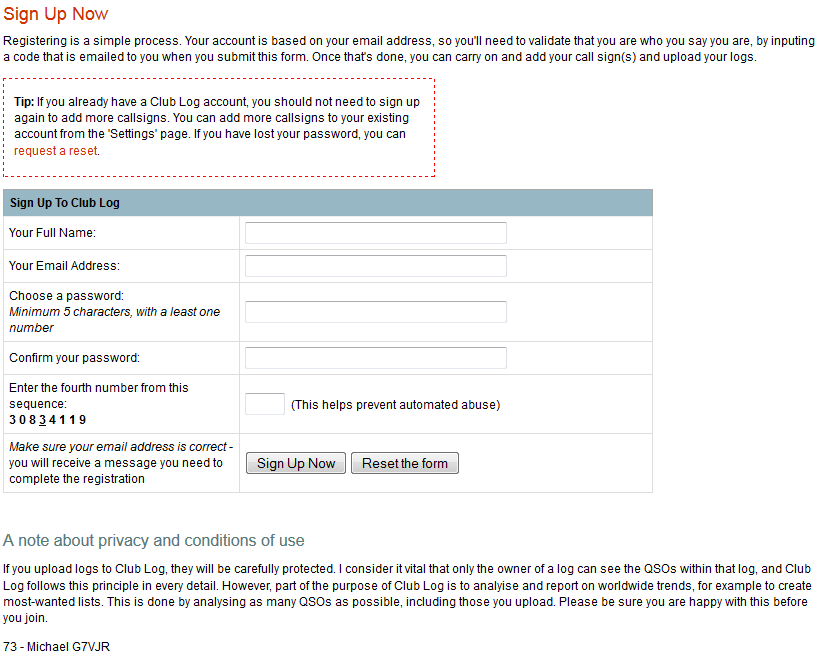 Sign Up Now
Registering is a simple process. Your account is based on your email address, so you'll need to validate that you are who you say you are, by inputing
a code that is emailed to you when you submit this form. Once that's done, you can carry on and add your call sign(s) and upload your logs.
Tip: If you already have a Club Log account, you should not need to sign up
again to add more callsigns. You can add more callsigns to your existing
account from the 'Settings' page. If you have lost your password, you can
request a reset.
Sign Up To Club Log
Your Full Name:
Your Email Address:
Choose a password:
Minimum 5 characters, with a least one
number
Confirm your password:
Enter the fourth number from this
sequence:
3 0 8 3 4 1 1 9
(This helps prevent automated abuse)
Make sure your email address is correct -
you will receive a message you need to
complete the registration
Sign Up Now Reset the form
A note about privacy and conditions of use
If you upload logs to Club Log, they will be carefully protected. I consider it vital that only the owner of a log can see the QSOs within that log, and Club
Log follows this principle in every detail. However, part of the purpose of Club Log is to analyise and report on worldwide trends, for example to create
most-wanted lists. This is done by analysing as many QSOs as possible, including those you upload. Please be sure you are happy with this before
you join.
73 - Michael G7VJR